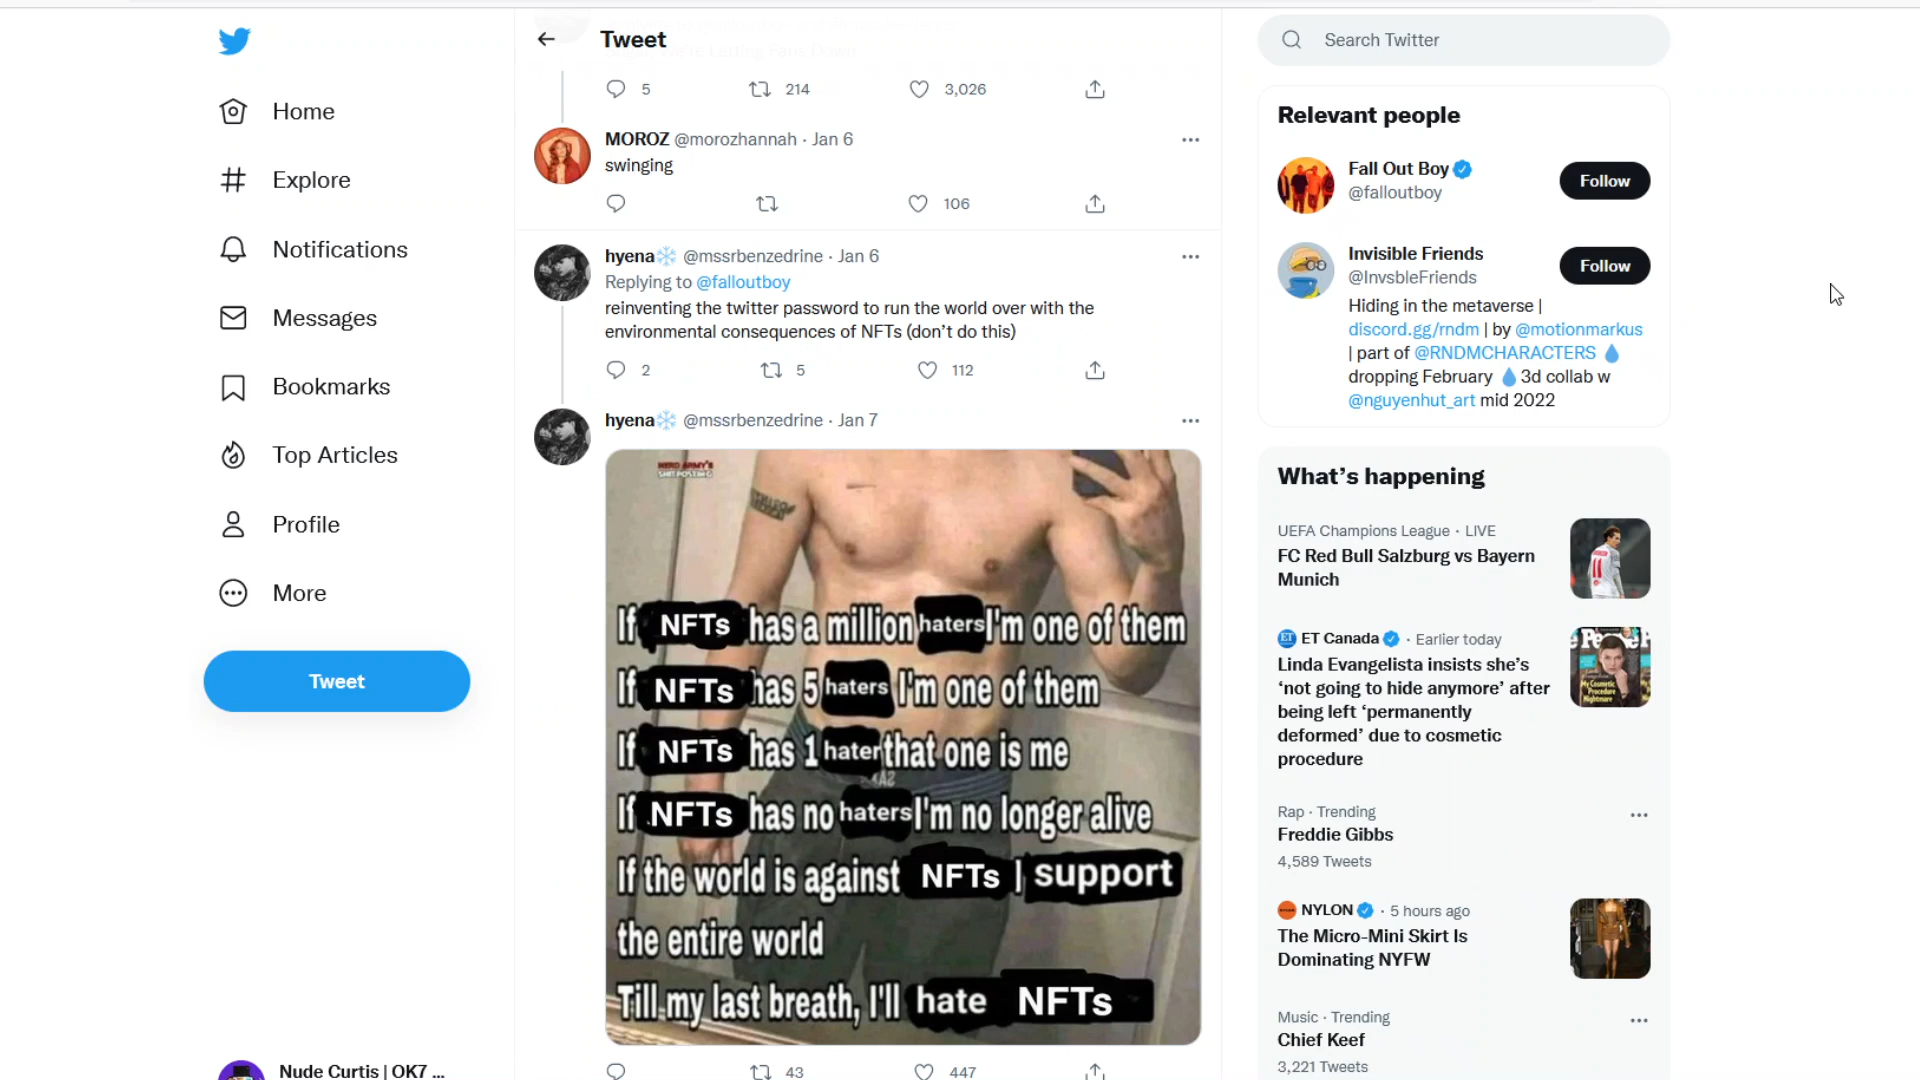 Tweet
5
214
3,026
MOROZ @morozhannah · Jan 6
swinging
106
hyena @mssrbenzedrine · Jan 6
Replying to @falloutboy
reinventing the twitter password to run the world over with the
environmental consequences of NFTs (don't do this)
2
5
112
hyena @mssrbenzedrine · Jan 7
NERD ARMY'S
SHITPOSTING
If NFTs has a million haters I'm one of them
If NFTs has 5 haters I'm one of them
If NFTs has 1 hater that one is me
If NFTs has no haters I'm no longer alive
If the world is against NFTs I support
the entire world
Till my last breath, I'll hate NFTs
43
447
Home
Explore
Notifications
Messages
Bookmarks
Top Articles
Profile
More
Tweet
Nude Curtis | OK7 ...
Search Twitter
Relevant people
Fall Out Boy
@falloutboy
Follow
Invisible Friends
@InvsbleFriends
Follow
Hiding in the metaverse |
discord.gg/rndm | by @motionmarkus
| part of @RNDMCHARACTERS
dropping February 3d collab w
@nguyenhut_art mid 2022
What's happening
UEFA Champions League · LIVE
FC Red Bull Salzburg vs Bayern
Munich
11
ET ET Canada · Earlier today
Linda Evangelista insists she's
'not going to hide anymore' after
being left 'permanently
deformed' due to cosmetic
procedure
Rap · Trending
Freddie Gibbs
4,589 Tweets
NYLON · 5 hours ago
The Micro-Mini Skirt Is
Dominating NYFW
Music · Trending
Chief Keef
3,221 Tweets